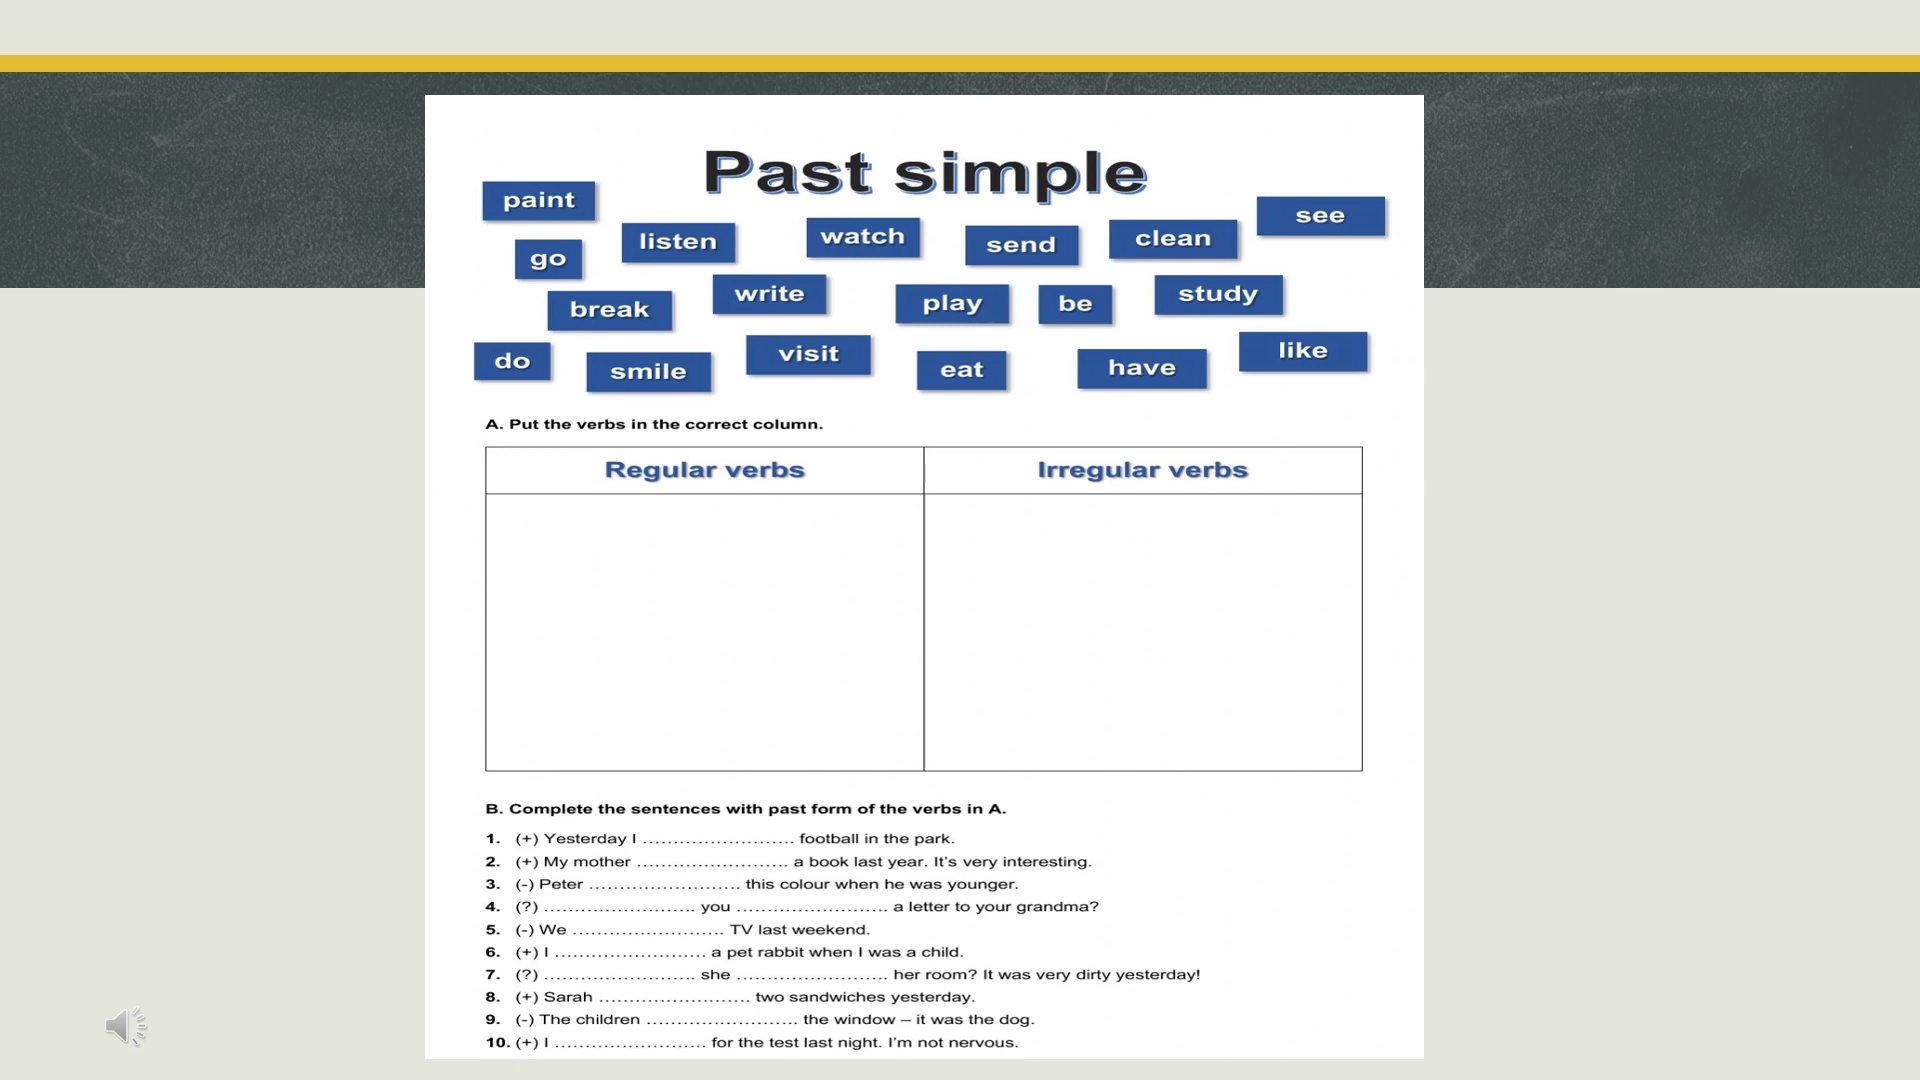 Past simple
paint
see
listen
watch
send
clean
go
write
play
be
study
break
do
smile
visit
eat
have
like
A. Put the verbs in the correct column.
Regular verbs
Irregular verbs
B. Complete the sentences with past form of the verbs in A.
1. (+) Yesterday I ......................... football in the park.
2. (+) My mother ......................... a book last year. It's very interesting.
3. (-) Peter ......................... this colour when he was younger.
4. (?) ......................... you ......................... a letter to your grandma?
5. (-) We ......................... TV last weekend.
6. (+) I ......................... a pet rabbit when I was a child.
7. (?) ......................... she ......................... her room? It was very dirty yesterday!
8. (+) Sarah ......................... two sandwiches yesterday.
9. (-) The children ......................... the window – it was the dog.
10. (+) I ......................... for the test last night. I'm not nervous.